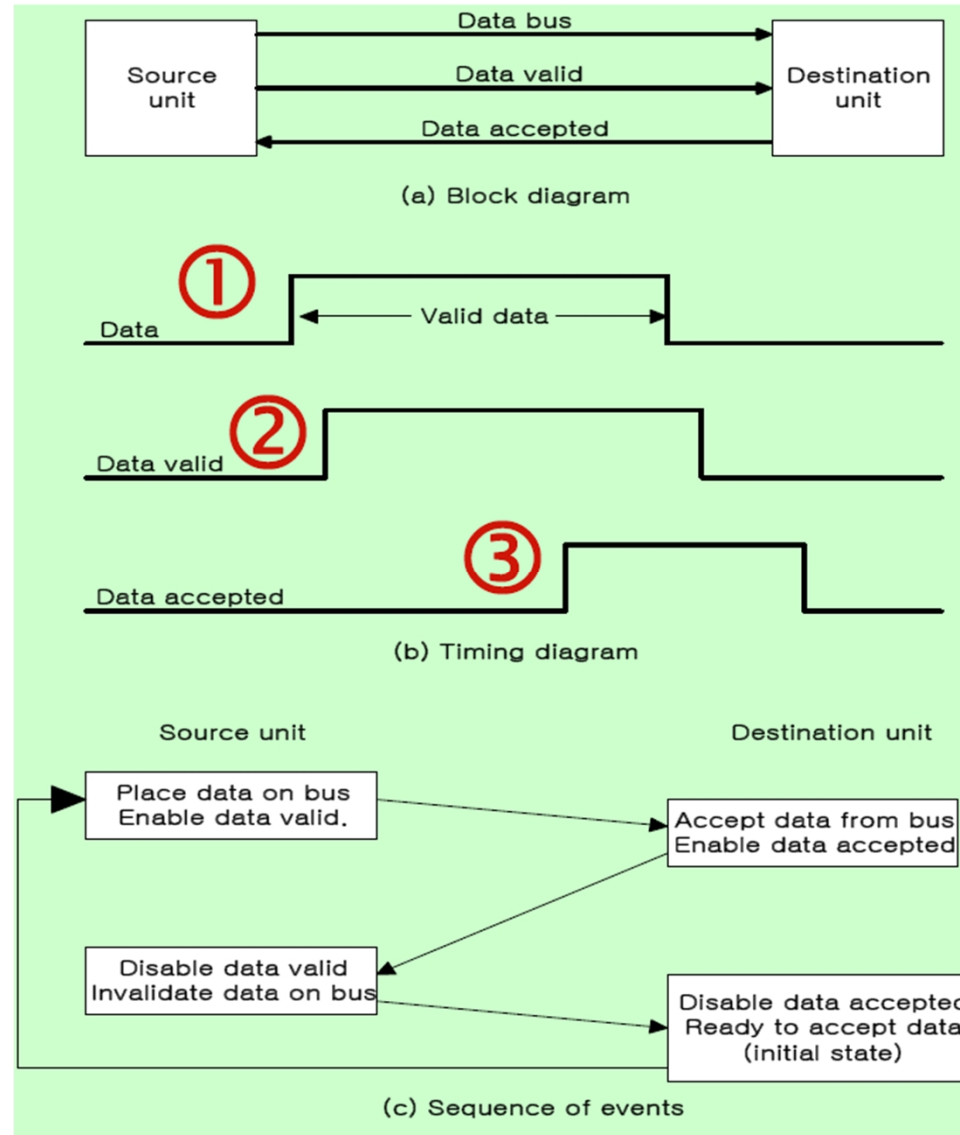 Data bus
Source
unit
Data valid
Destination
unit
Data accepted
(a) Block diagram
①
Valid data
Data
②
Data valid
③
Data accepted
(b) Timing diagram
Source unit
Destination unit
Place data on bus
Enable data valid.
Accept data from bus
Enable data accepted
Disable data valid
Invalidate data on bus
Disable data accepted
Ready to accept data
(initial state)
(c) Sequence of events